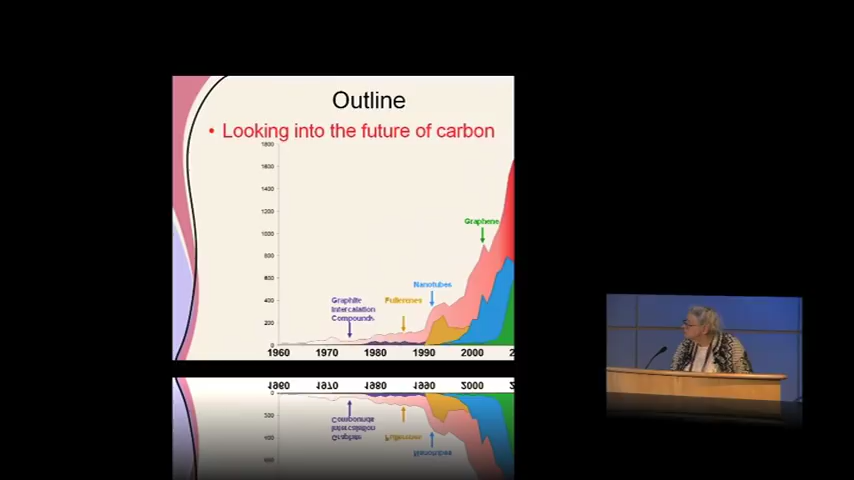 Outline
• Looking into the future of carbon
1800
1600
1400
1200
1000
800
600
400
200
0
Graphene
Nanotubes
Fullerenes
Graphite
Intercalation
Compounds
1960 1970 1980 1990 2000 2